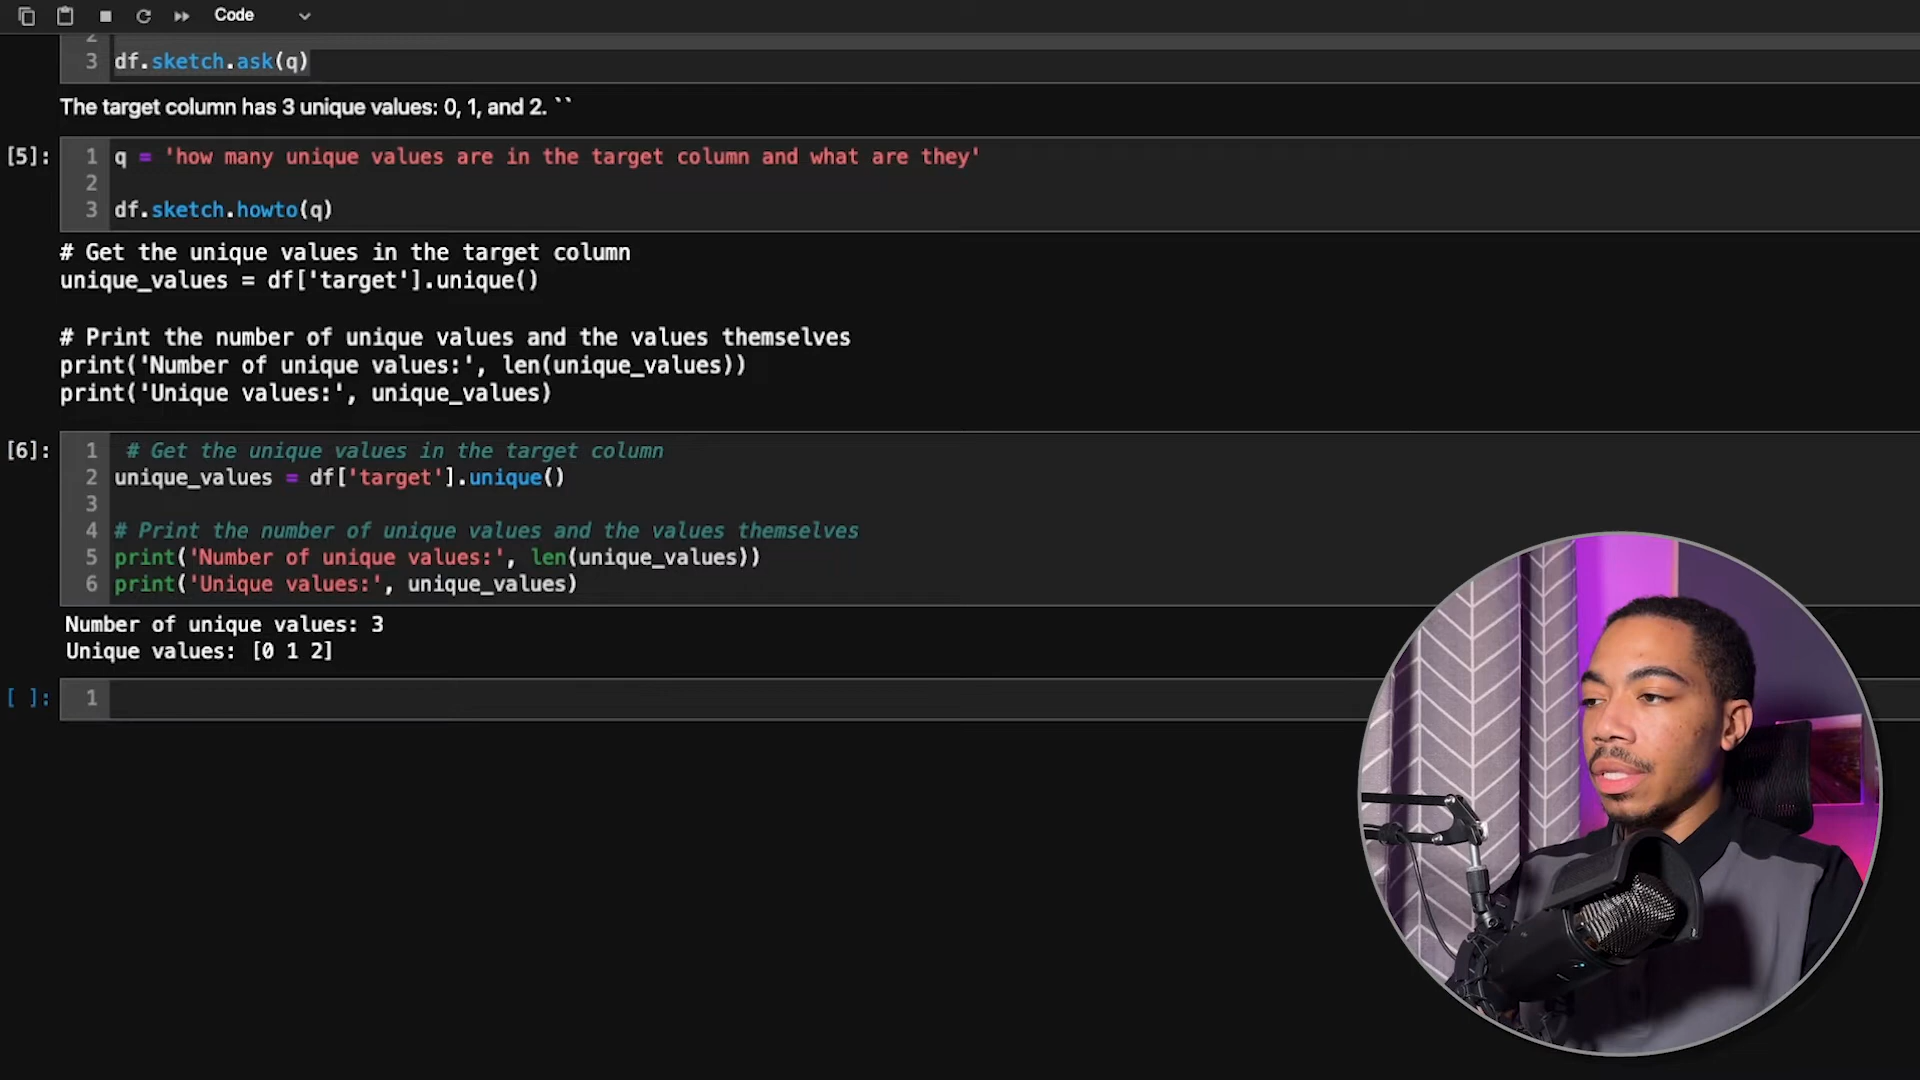 Code
2
3 df.sketch.ask(q)
The target column has 3 unique values: 0, 1, and 2. ``
[5]: 1 q = 'how many unique values are in the target column and what are they'
2
3 df.sketch.howto(q)
# Get the unique values in the target column
unique_values = df['target'].unique()
# Print the number of unique values and the values themselves
print('Number of unique values:', len(unique_values))
print('Unique values:', unique_values)
[6]: 1 # Get the unique values in the target column
2 unique_values = df['target'].unique()
3
4 # Print the number of unique values and the values themselves
5 print('Number of unique values:', len(unique_values))
6 print('Unique values:', unique_values)
Number of unique values: 3
Unique values: [0 1 2]
[ ]: 1